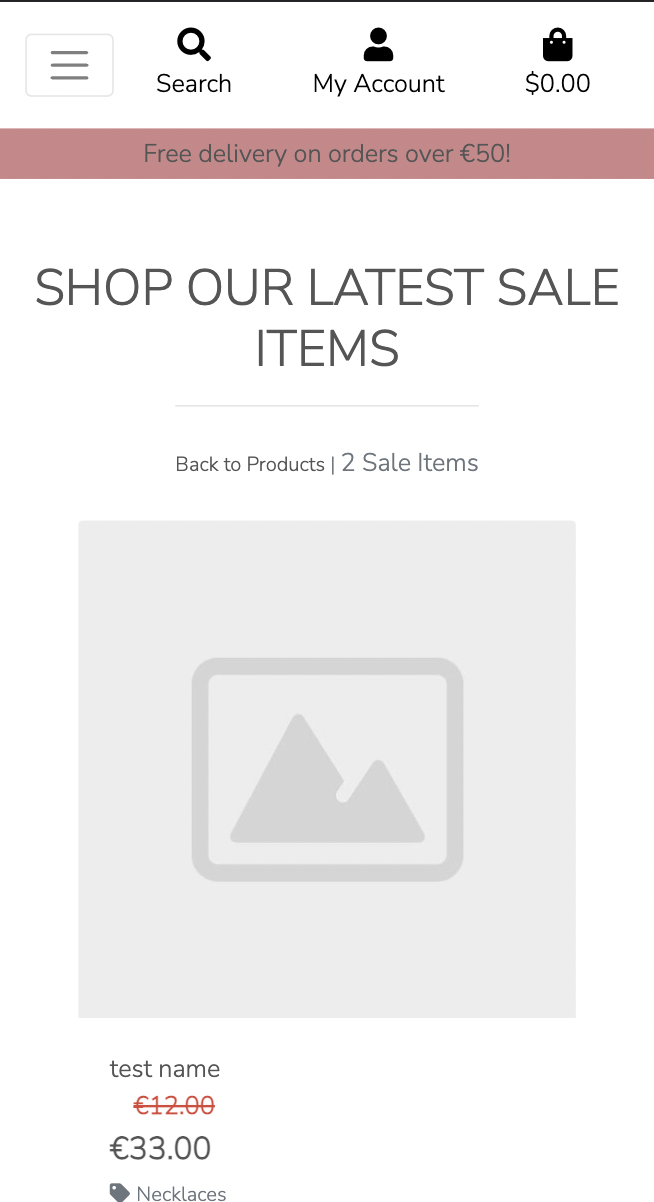 Search
My Account
$0.00
Free delivery on orders over €50!
SHOP OUR LATEST SALE
ITEMS
Back to Products | 2 Sale Items
test name
€12.00
€33.00
Necklaces